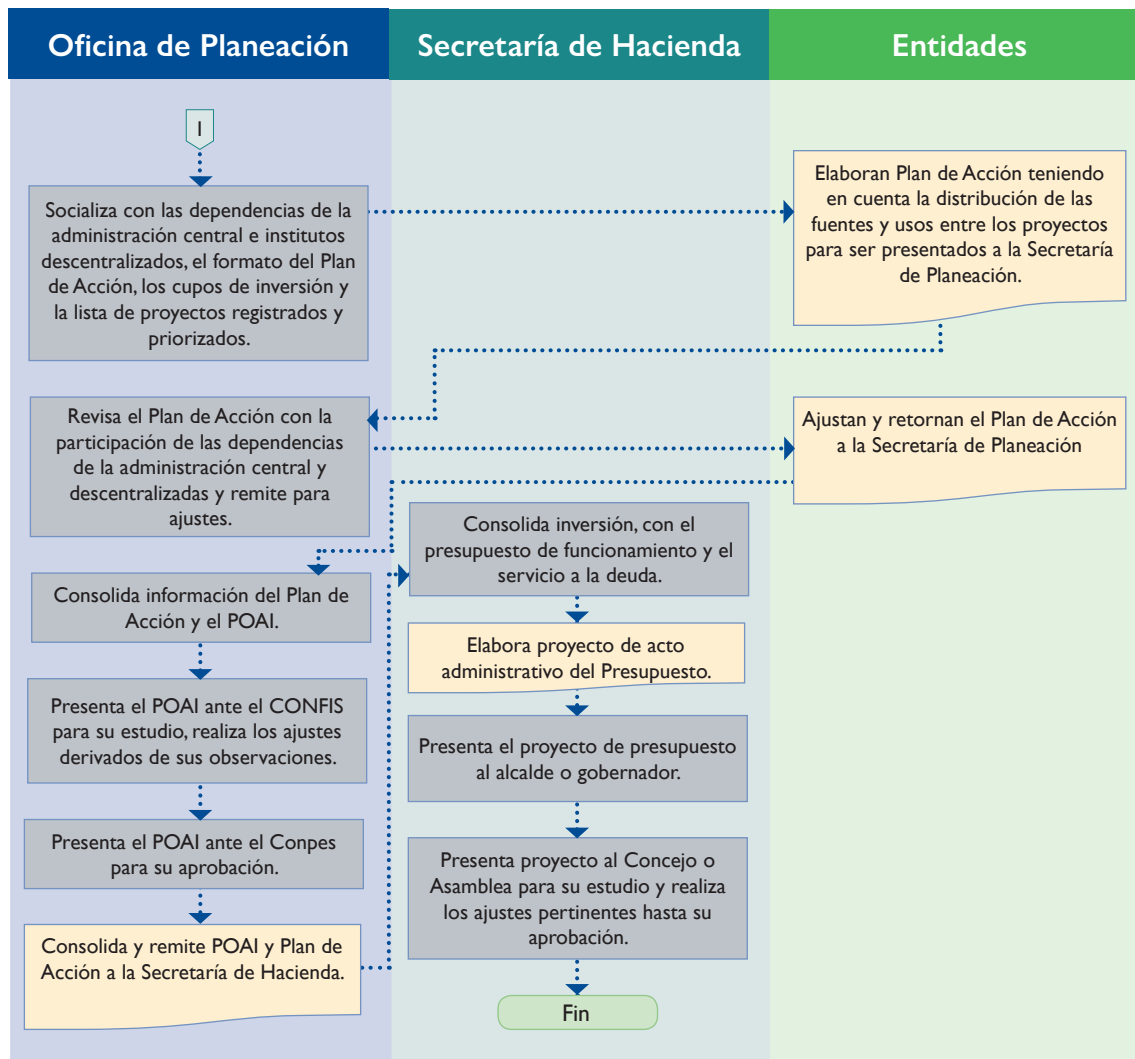 Oficina de Planeación
Secretaría de Hacienda
Entidades
1
Socializa con las dependencias de la
administración central e institutos
descentralizados, el formato del Plan
de Acción, los cupos de inversión y
la lista de proyectos registrados y
priorizados.
Elaboran Plan de Acción teniendo
en cuenta la distribución de las
fuentes y usos entre los proyectos
para ser presentados a la Secretaría
de Planeación.
Revisa el Plan de Acción con la
participación de las dependencias
de la administración central y
descentralizadas y remite para
ajustes.
Ajustan y retornan el Plan de Acción
a la Secretaría de Planeación
Consolida información del Plan de
Acción y el POAI.
Presenta el POAI ante el CONFIS
para su estudio, realiza los ajustes
derivados de sus observaciones.
Presenta el POAI ante el Conpes
para su aprobación.
Consolida y remite POAI y Plan de
Acción a la Secretaría de Hacienda.
Consolida inversión, con el
presupuesto de funcionamiento y el
servicio a la deuda.
Elabora proyecto de acto
administrativo del Presupuesto.
Presenta el proyecto de presupuesto
al alcalde o gobernador.
Presenta proyecto al Concejo o
Asamblea para su estudio y realiza
los ajustes pertinentes hasta su
aprobación.
Fin